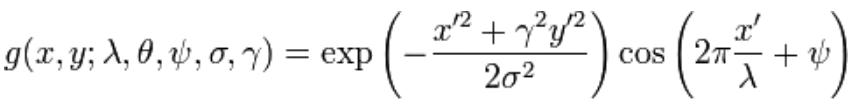 g(x, y; λ, θ, ψ, σ, γ) = exp(−(x′² + γ²y′²)/(2σ²)) cos(2π x′/λ + ψ)